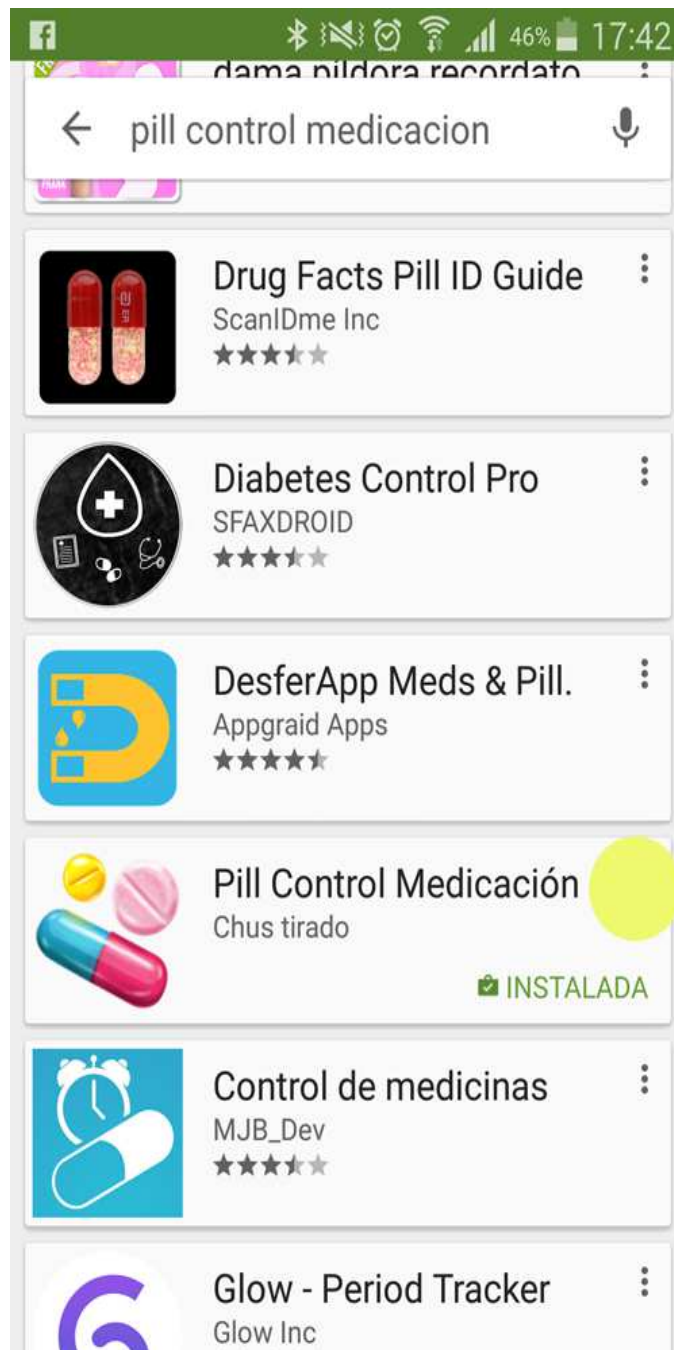 46% 17:42
dama pildora recordato
pill control medicacion
Drug Facts Pill ID Guide
ScanIDme Inc
Diabetes Control Pro
SFAXDROID
DesferApp Meds & Pill.
Appgraid Apps
Pill Control Medicación
Chus tirado
INSTALADA
Control de medicinas
MJB_Dev
Glow - Period Tracker
Glow Inc